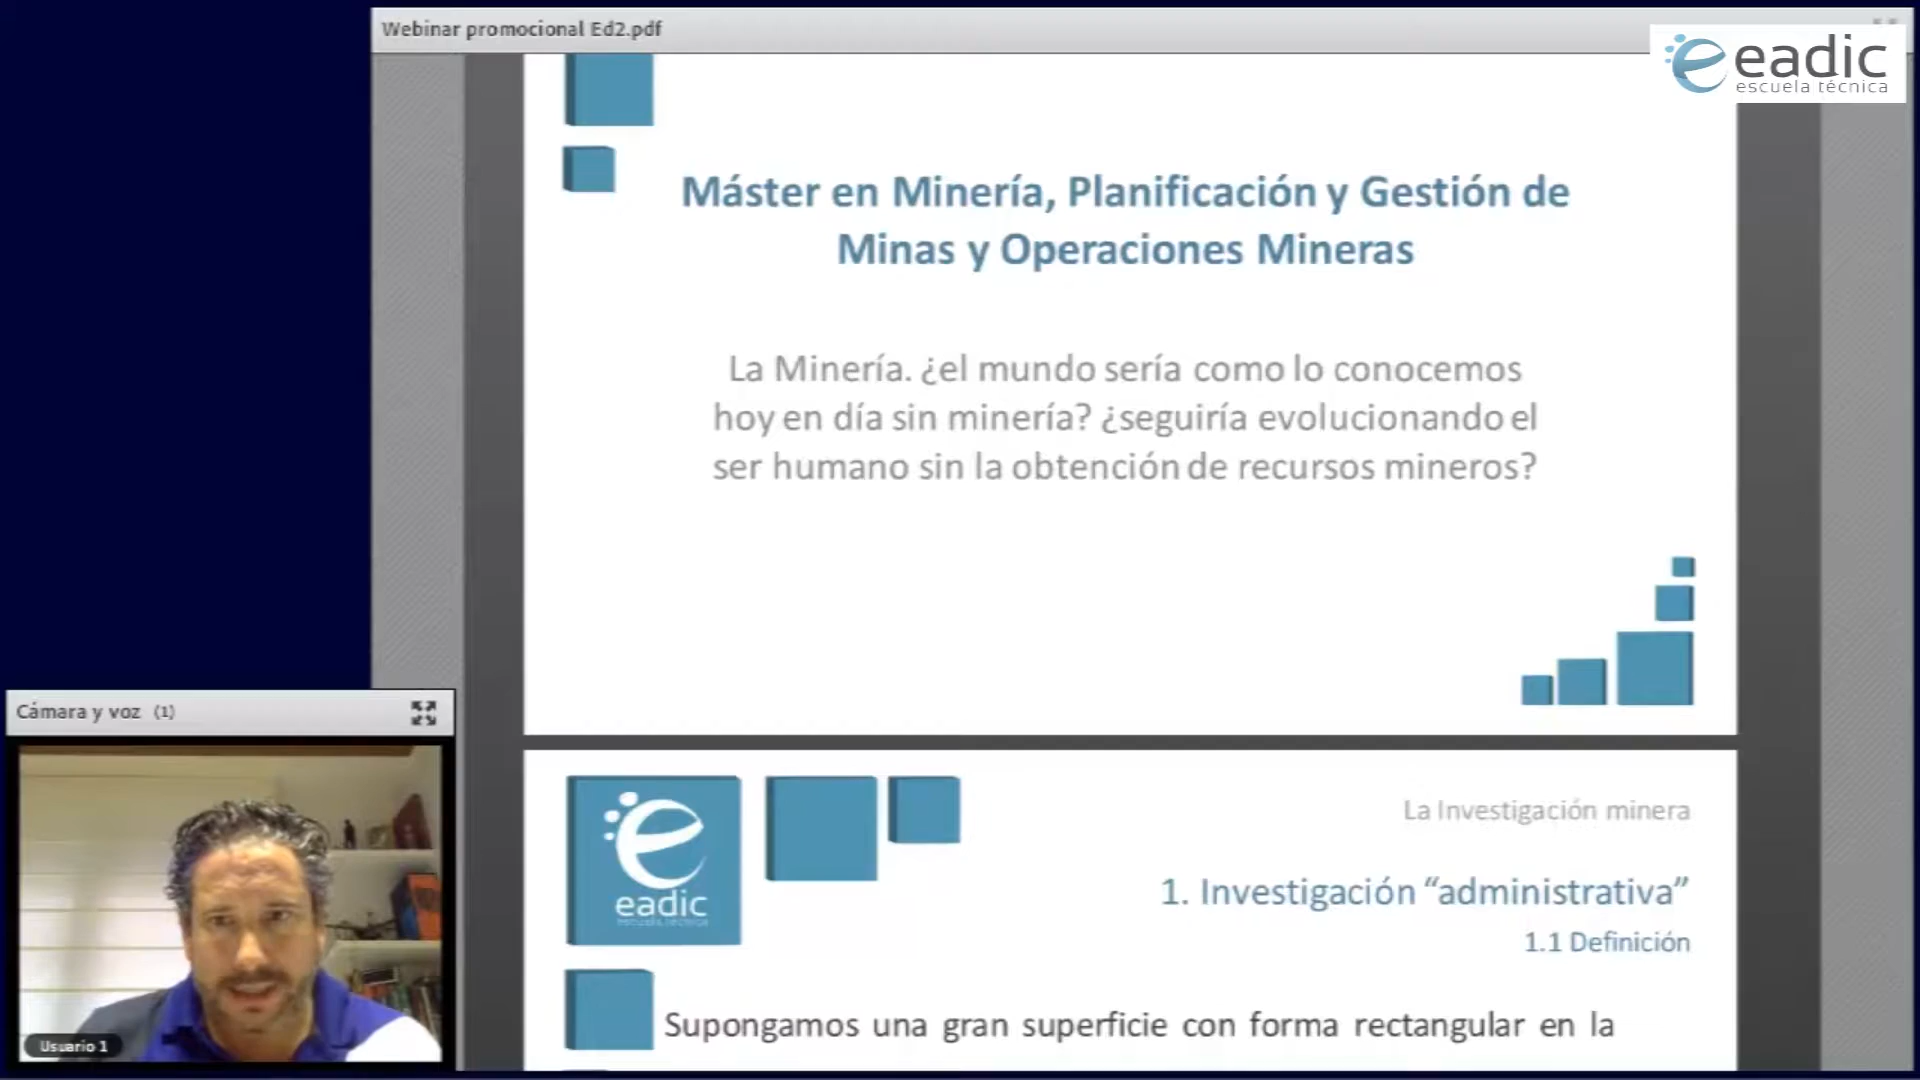 Webinar promocional Ed2.pdf
eadic
escuela técnica
Máster en Minería, Planificación y Gestión de
Minas y Operaciones Mineras
La Minería. ¿el mundo sería como lo conocemos
hoy en día sin minería? ¿seguiría evolucionando el
ser humano sin la obtención de recursos mineros?
Cámara y voz (1)
Usuario 1
eadic
escuela técnica
La Investigación minera
1. Investigación “administrativa”
1.1 Definición
Supongamos una gran superficie con forma rectangular en la